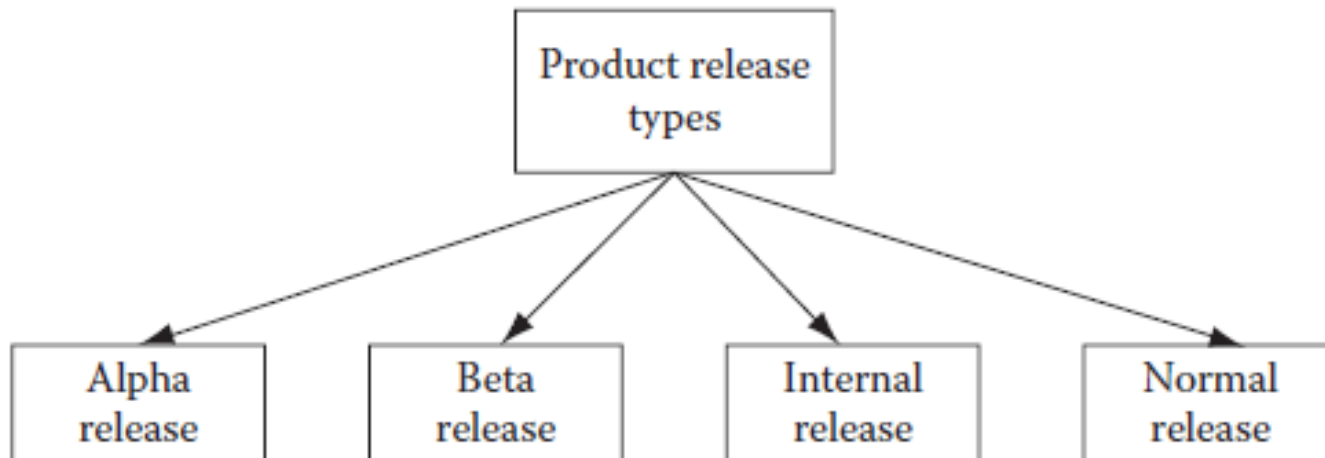 Product release
types
Alpha
release
Beta
release
Internal
release
Normal
release